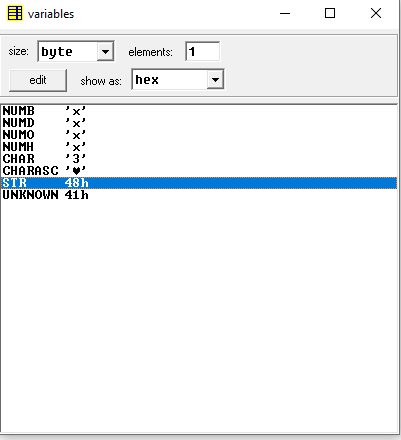 variables
size: byte elements: 1
edit show as: hex
NUMB 'x'
NUMD 'x'
NUMO 'x'
NUMH 'x'
CHAR '3'
CHARASC '♥'
STR 48h
UNKNOWN 41h